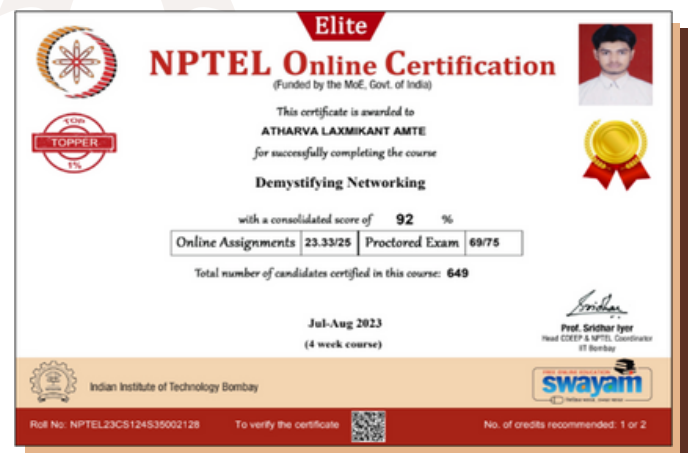 Elite
NPTEL Online Certification
(Funded by the MoE, Govt. of India)
This certificate is awarded to
ATHARVA LAXMIKANT AMTE
for successfully completing the course
Demystifying Networking
with a consolidated score of 92 %
Online Assignments 23.33/25 Proctored Exam 69/75
Total number of candidates certified in this course: 649
TOP
TOPPER
1%
Jul-Aug 2023
(4 week course)
Sridhar
Prof. Sridhar Iyer
Head CDEEP & NPTEL Coordinator
IIT Bombay
Indian Institute of Technology Bombay
FREE ONLINE EDUCATION
swayam
Roll No: NPTEL23CS124S35002128
To verify the certificate
No. of credits recommended: 1 or 2